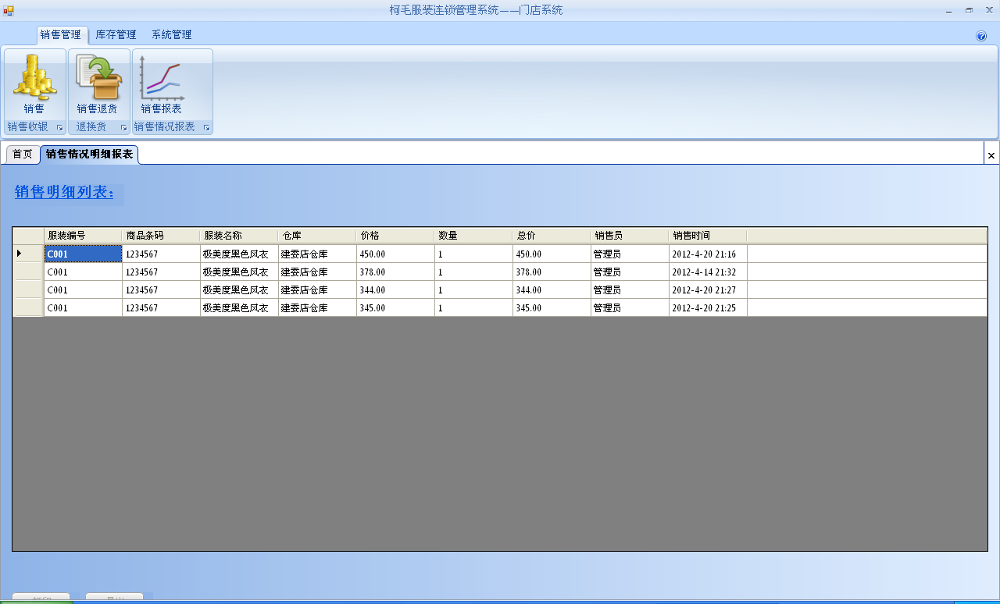 柯毛服装连锁管理系统——门店系统
销售管理 库存管理 系统管理
销售 销售退货 销售报表
销售收银 退换货 销售情况报表
首页 销售情况明细报表
销售明细列表：
服装编号 商品条码 服装名称 仓库 价格 数量 总价 销售员 销售时间
C001 1234567 极美度黑色风衣 建委店仓库 450.00 1 450.00 管理员 2012-4-20 21:16
C001 1234567 极美度黑色风衣 建委店仓库 378.00 1 378.00 管理员 2012-4-14 21:32
C001 1234567 极美度黑色风衣 建委店仓库 344.00 1 344.00 管理员 2012-4-20 21:27
C001 1234567 极美度黑色风衣 建委店仓库 345.00 1 345.00 管理员 2012-4-20 21:25